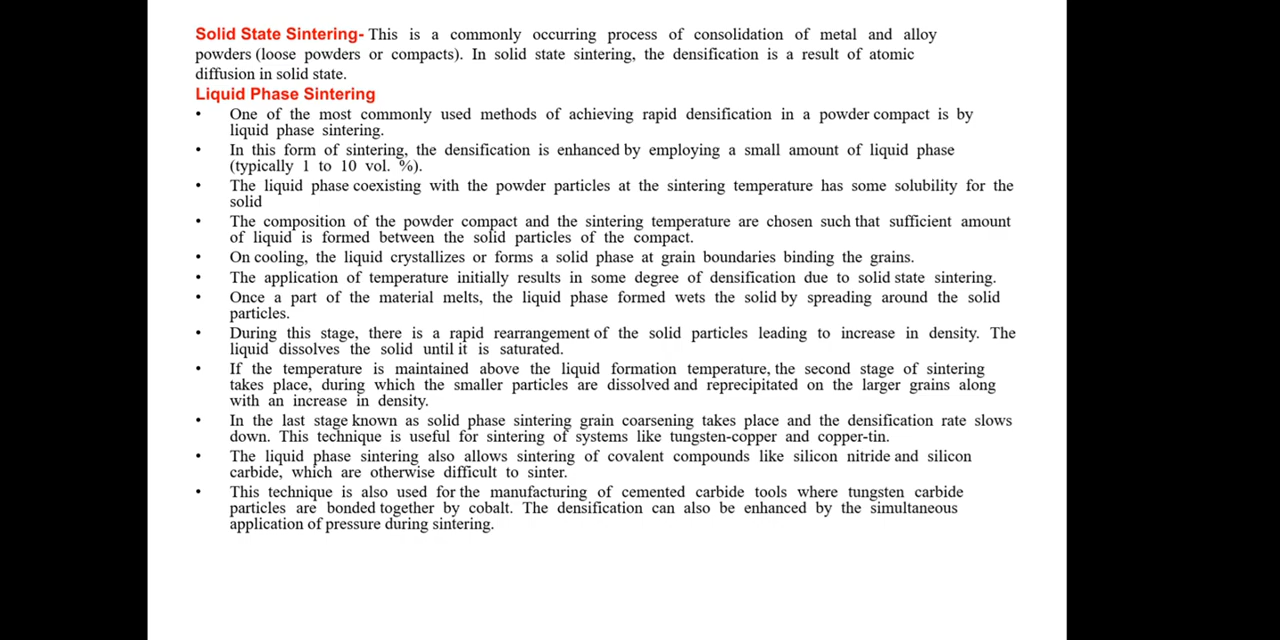 Solid State Sintering- This is a commonly occurring process of consolidation of metal and alloy
powders (loose powders or compacts). In solid state sintering, the densification is a result of atomic
diffusion in solid state.
Liquid Phase Sintering
• One of the most commonly used methods of achieving rapid densification in a powder compact is by
liquid phase sintering.
• In this form of sintering, the densification is enhanced by employing a small amount of liquid phase
(typically 1 to 10 vol. %).
• The liquid phase coexisting with the powder particles at the sintering temperature has some solubility for the
solid
• The composition of the powder compact and the sintering temperature are chosen such that sufficient amount
of liquid is formed between the solid particles of the compact.
• On cooling, the liquid crystallizes or forms a solid phase at grain boundaries binding the grains.
• The application of temperature initially results in some degree of densification due to solid state sintering.
• Once a part of the material melts, the liquid phase formed wets the solid by spreading around the solid
particles.
• During this stage, there is a rapid rearrangement of the solid particles leading to increase in density. The
liquid dissolves the solid until it is saturated.
• If the temperature is maintained above the liquid formation temperature, the second stage of sintering
takes place, during which the smaller particles are dissolved and reprecipitated on the larger grains along
with an increase in density.
• In the last stage known as solid phase sintering grain coarsening takes place and the densification rate slows
down. This technique is useful for sintering of systems like tungsten-copper and copper-tin.
• The liquid phase sintering also allows sintering of covalent compounds like silicon nitride and silicon
carbide, which are otherwise difficult to sinter.
• This technique is also used for the manufacturing of cemented carbide tools where tungsten carbide
particles are bonded together by cobalt. The densification can also be enhanced by the simultaneous
application of pressure during sintering.